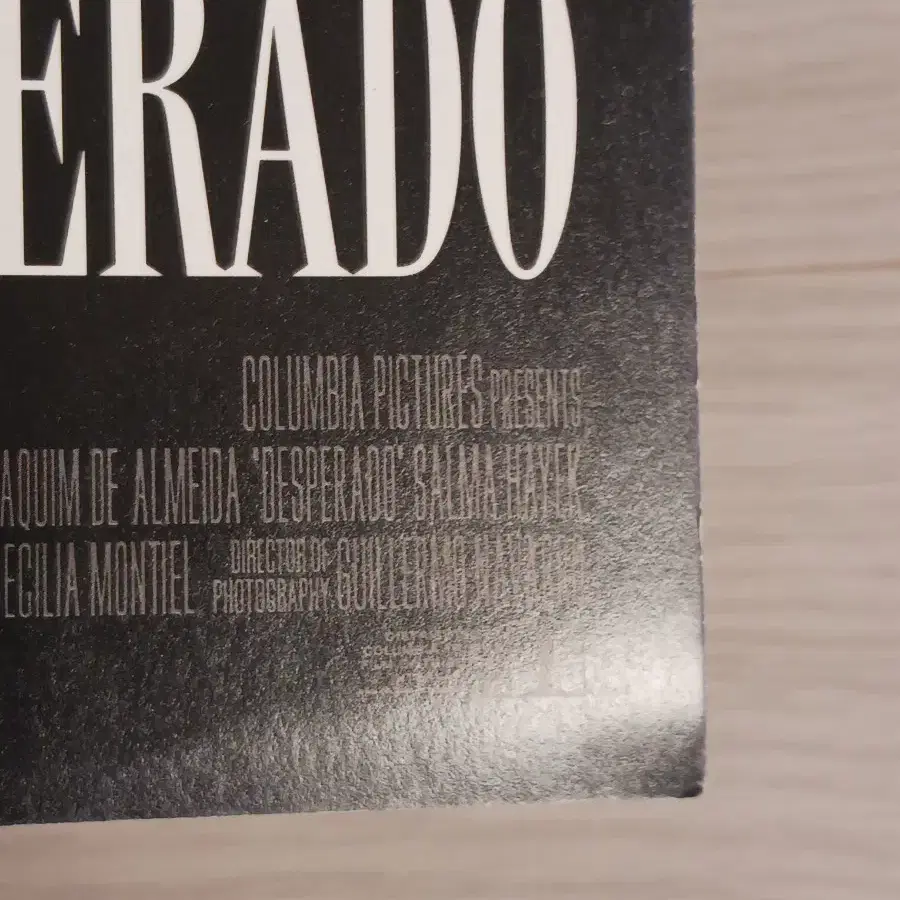 ERADO
COLUMBIA PICTURES PRESENTS
AQUIM DE ALMEIDA "DESPERADO" SALMA HAYEK
ECILIA MONTIEL DIRECTOR OF PHOTOGRAPHY GUILLERMO NAVARRO